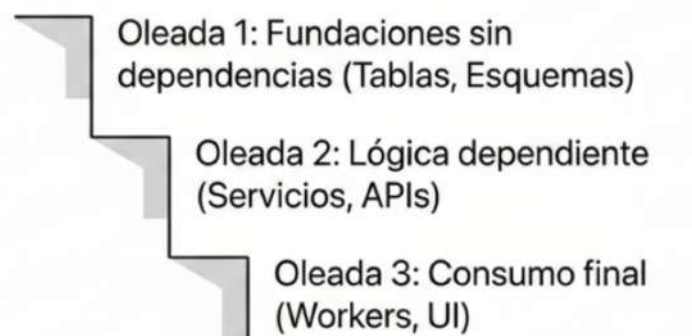 Oleada 1: Fundaciones sin
dependencias (Tablas, Esquemas)
Oleada 2: Lógica dependiente
(Servicios, APIs)
Oleada 3: Consumo final
(Workers, UI)